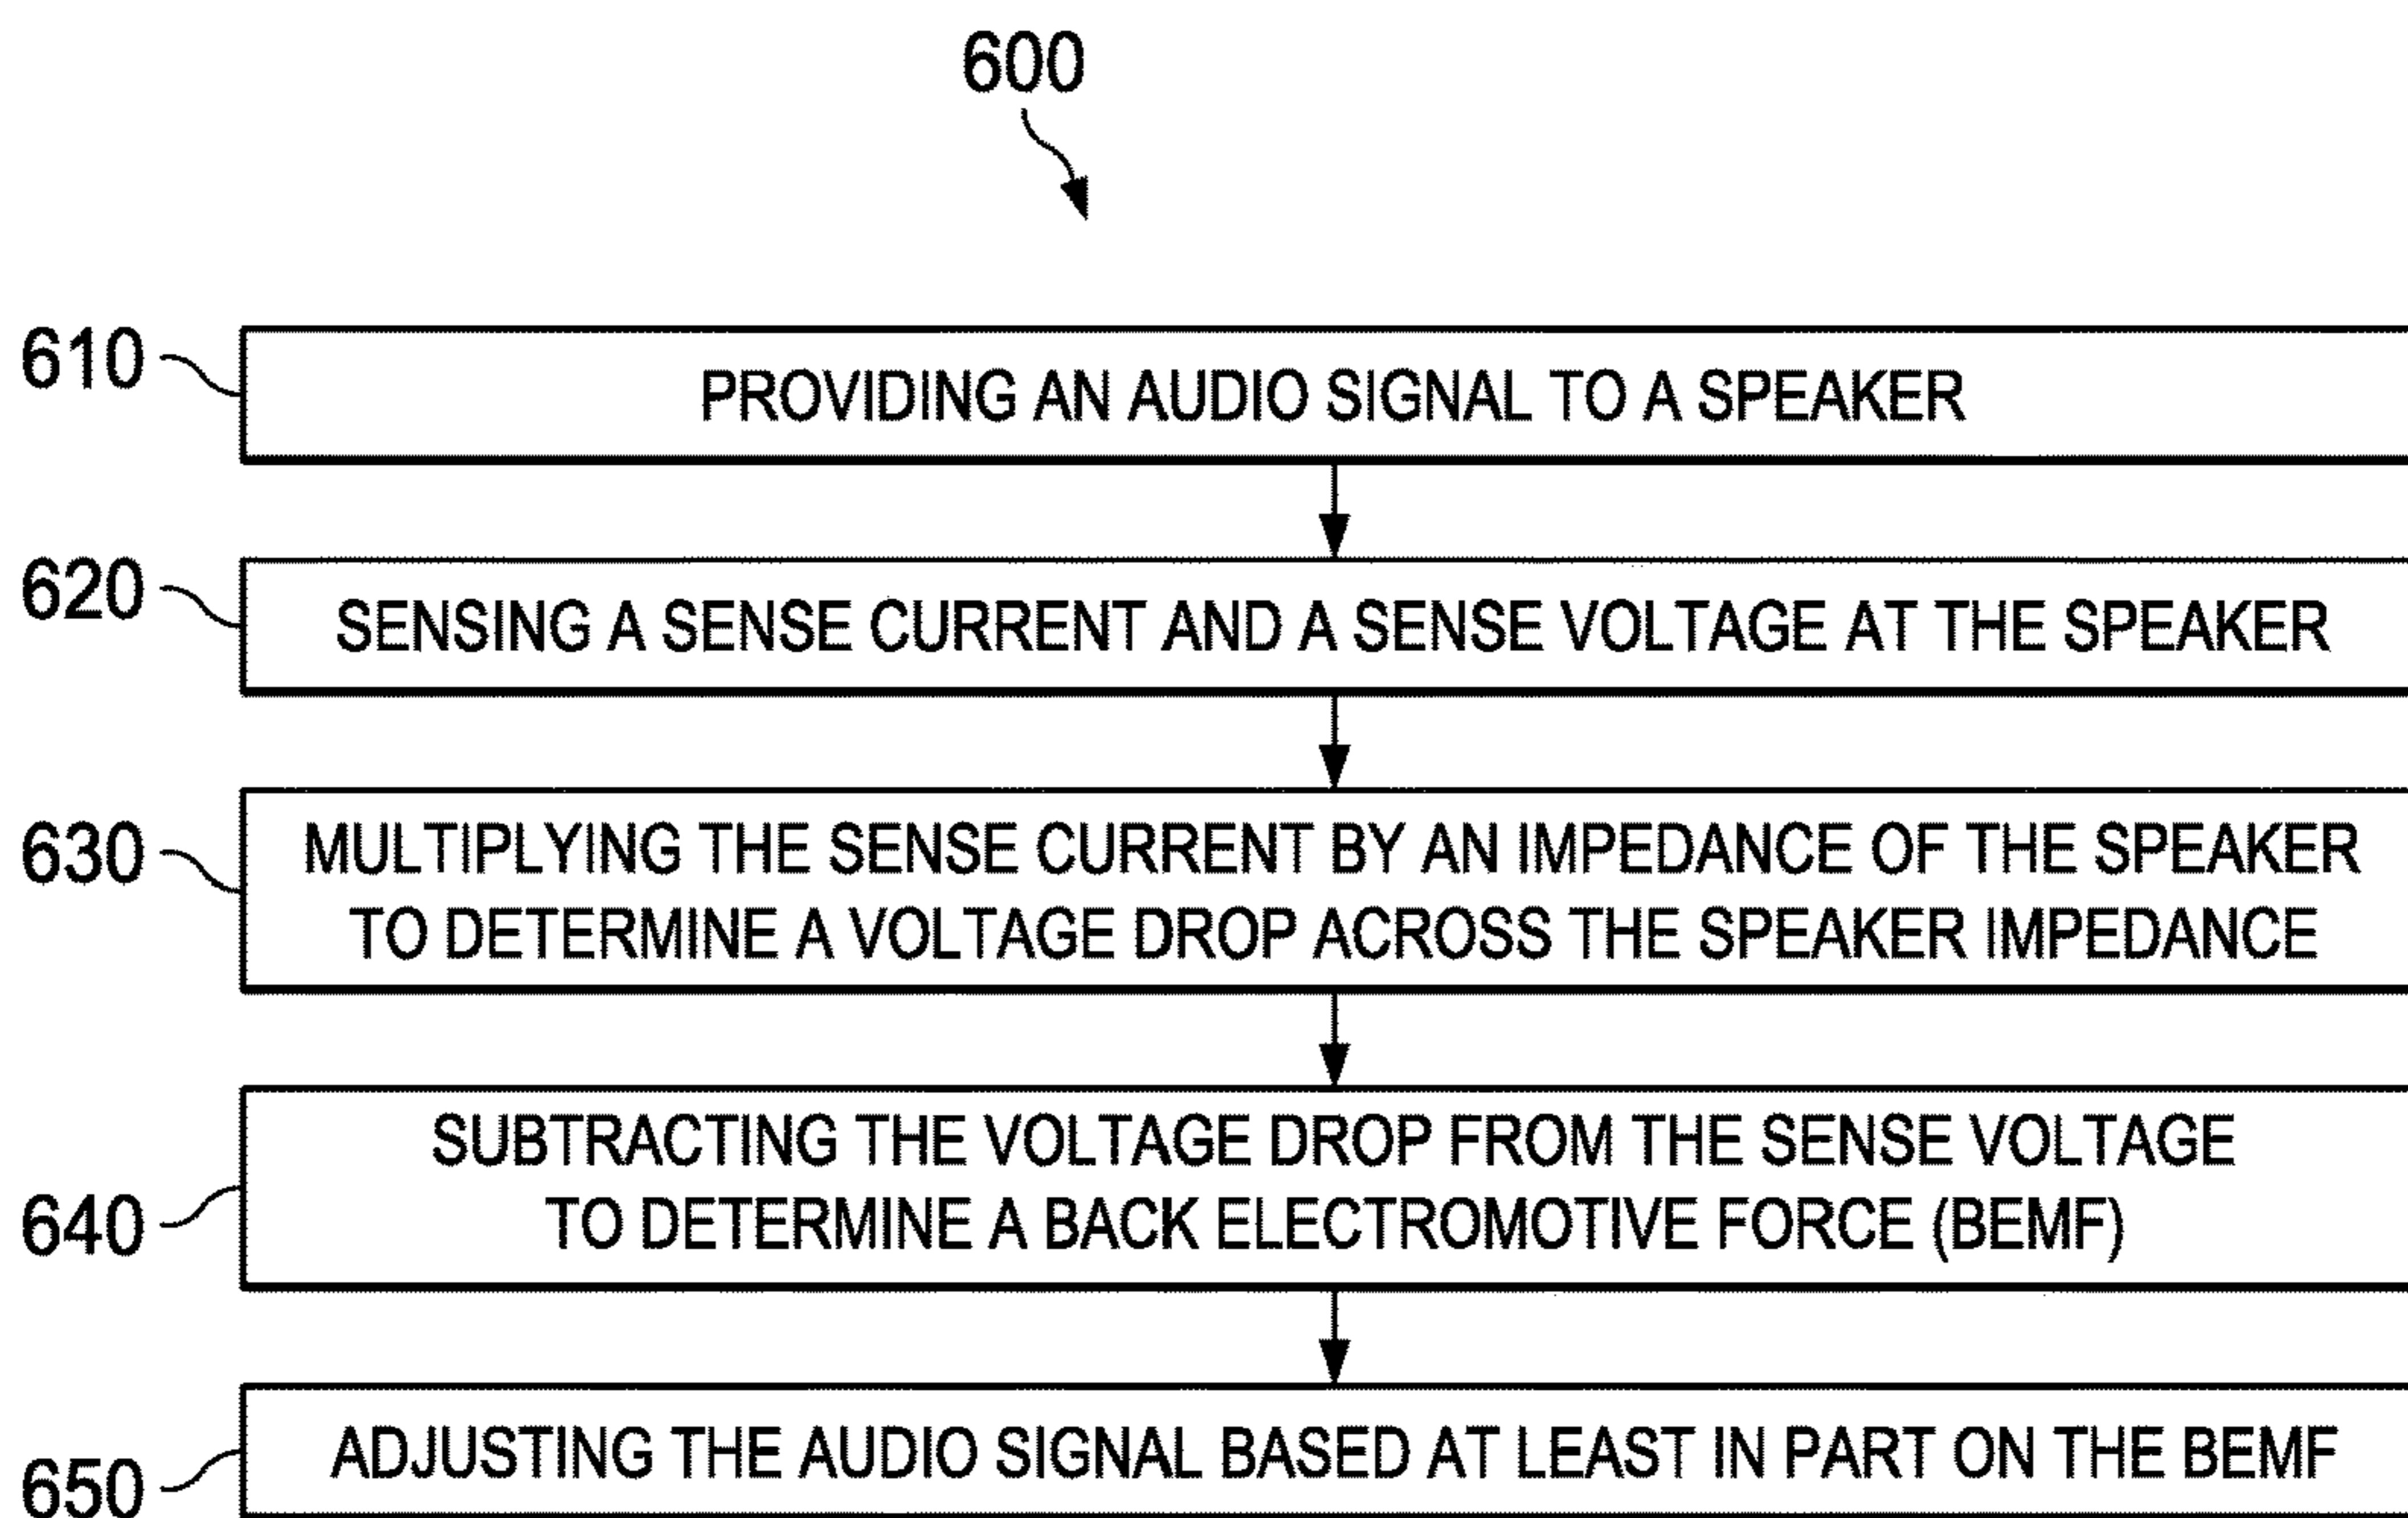 600
610
PROVIDING AN AUDIO SIGNAL TO A SPEAKER
620
SENSING A SENSE CURRENT AND A SENSE VOLTAGE AT THE SPEAKER
630
MULTIPLYING THE SENSE CURRENT BY AN IMPEDANCE OF THE SPEAKER
TO DETERMINE A VOLTAGE DROP ACROSS THE SPEAKER IMPEDANCE
640
SUBTRACTING THE VOLTAGE DROP FROM THE SENSE VOLTAGE
TO DETERMINE A BACK ELECTROMOTIVE FORCE (BEMF)
650
ADJUSTING THE AUDIO SIGNAL BASED AT LEAST IN PART ON THE BEMF